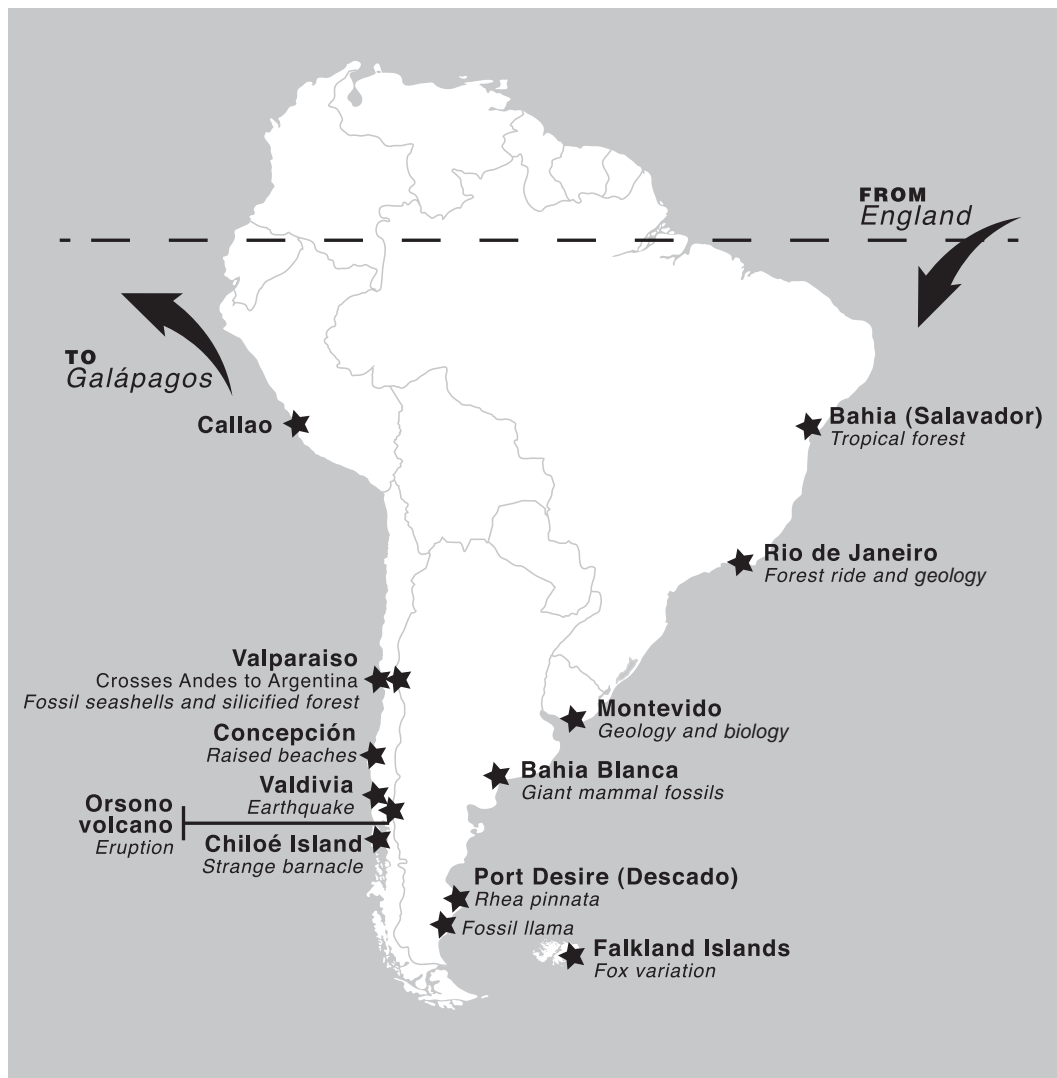 FROM
England
TO
Galápagos
Callao
Bahia (Salavador)
Tropical forest
Rio de Janeiro
Forest ride and geology
Valparaiso
Crosses Andes to Argentina
Fossil seashells and silicified forest
Montevido
Geology and biology
Concepción
Raised beaches
Bahia Blanca
Giant mammal fossils
Valdivia
Earthquake
Orsono
volcano
Eruption
Chiloé Island
Strange barnacle
Port Desire (Descado)
Rhea pinnata
Fossil llama
Falkland Islands
Fox variation